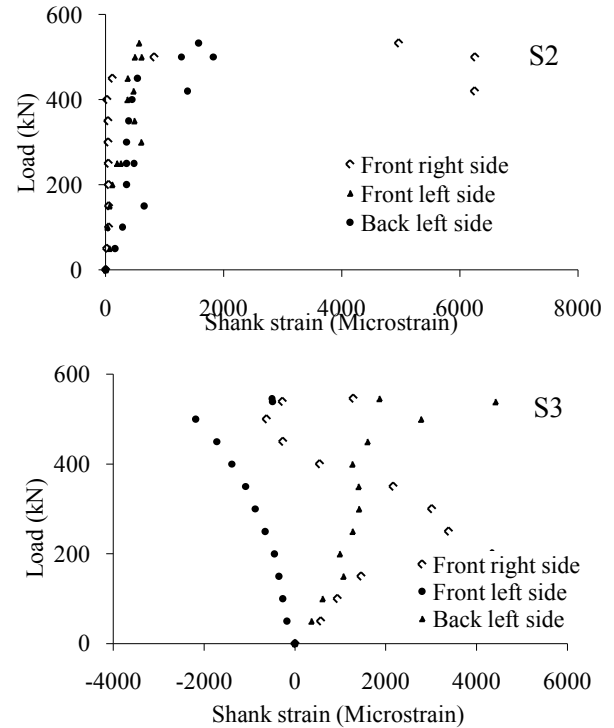 600
S2
400
Load (kN)
Front right side
Front left side
200
Back left side
0
0 2000 4000 6000 8000
Shank strain (Microstrain)
600
S3
400
Load (kN)
200
Front right side
Front left side
Back left side
0
-4000 -2000 0 2000 4000 6000
Shank strain (Microstrain)